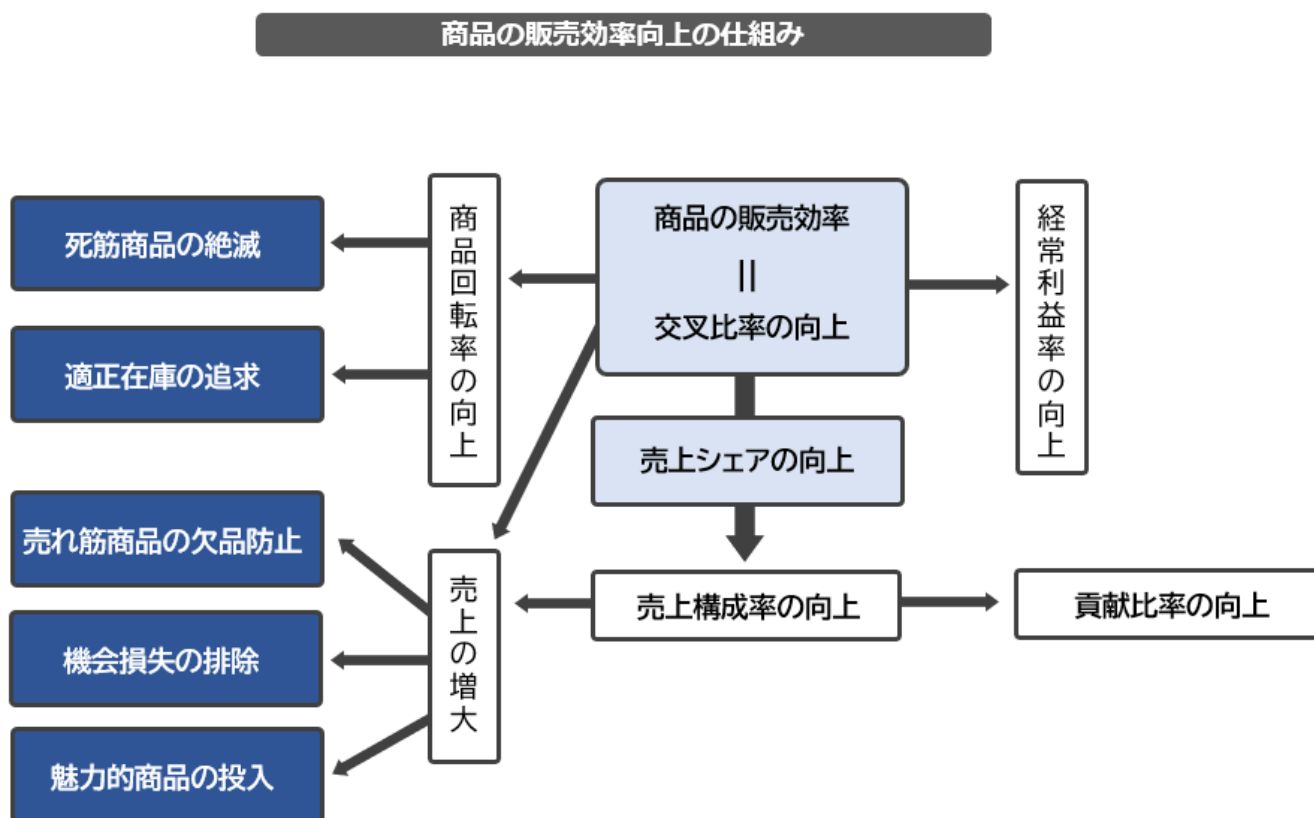 商品の販売効率向上の仕組み
死筋商品の絶滅
適正在庫の追求
売れ筋商品の欠品防止
機会損失の排除
魅力的商品の投入
商品回転率の向上
売上の増大
商品の販売効率
||
交叉比率の向上
売上シェアの向上
売上構成率の向上
経常利益率の向上
貢献比率の向上